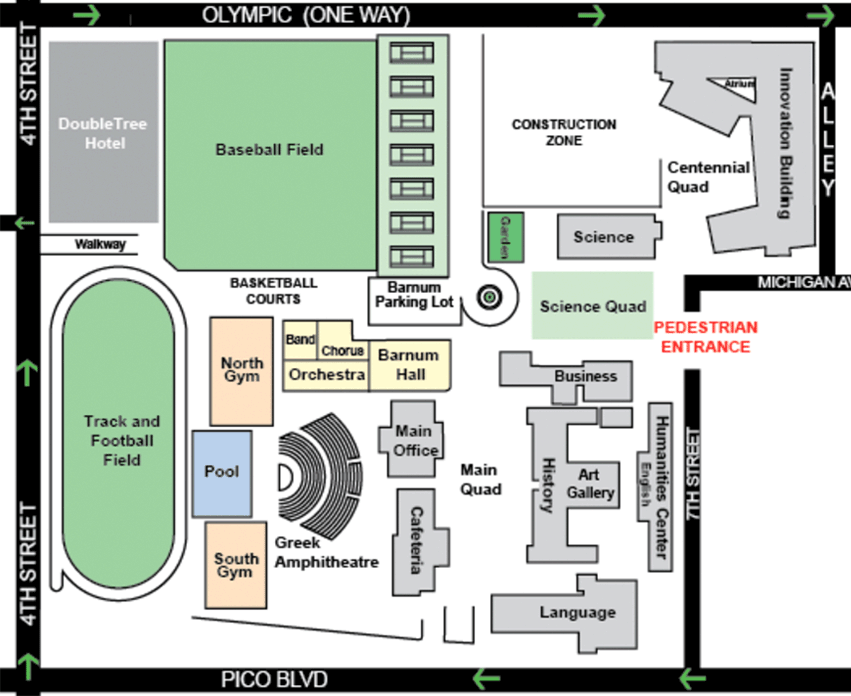 OLYMPIC (ONE WAY)
4TH STREET
DoubleTree
Hotel
Baseball Field
CONSTRUCTION
ZONE
Atrium
Innovation Building
ALLEY
Centennial
Quad
Walkway
Garden
Science
BASKETBALL
COURTS
Barnum
Parking Lot
Science Quad
MICHIGAN AV
PEDESTRIAN
ENTRANCE
North
Gym
Band
Chorus
Orchestra
Barnum
Hall
Business
Track and
Football
Field
Pool
Main
Office
Main
Quad
History
Art
Gallery
Humanities Center
English
7TH STREET
4TH STREET
South
Gym
Greek
Amphitheatre
Cafeteria
Language
PICO BLVD